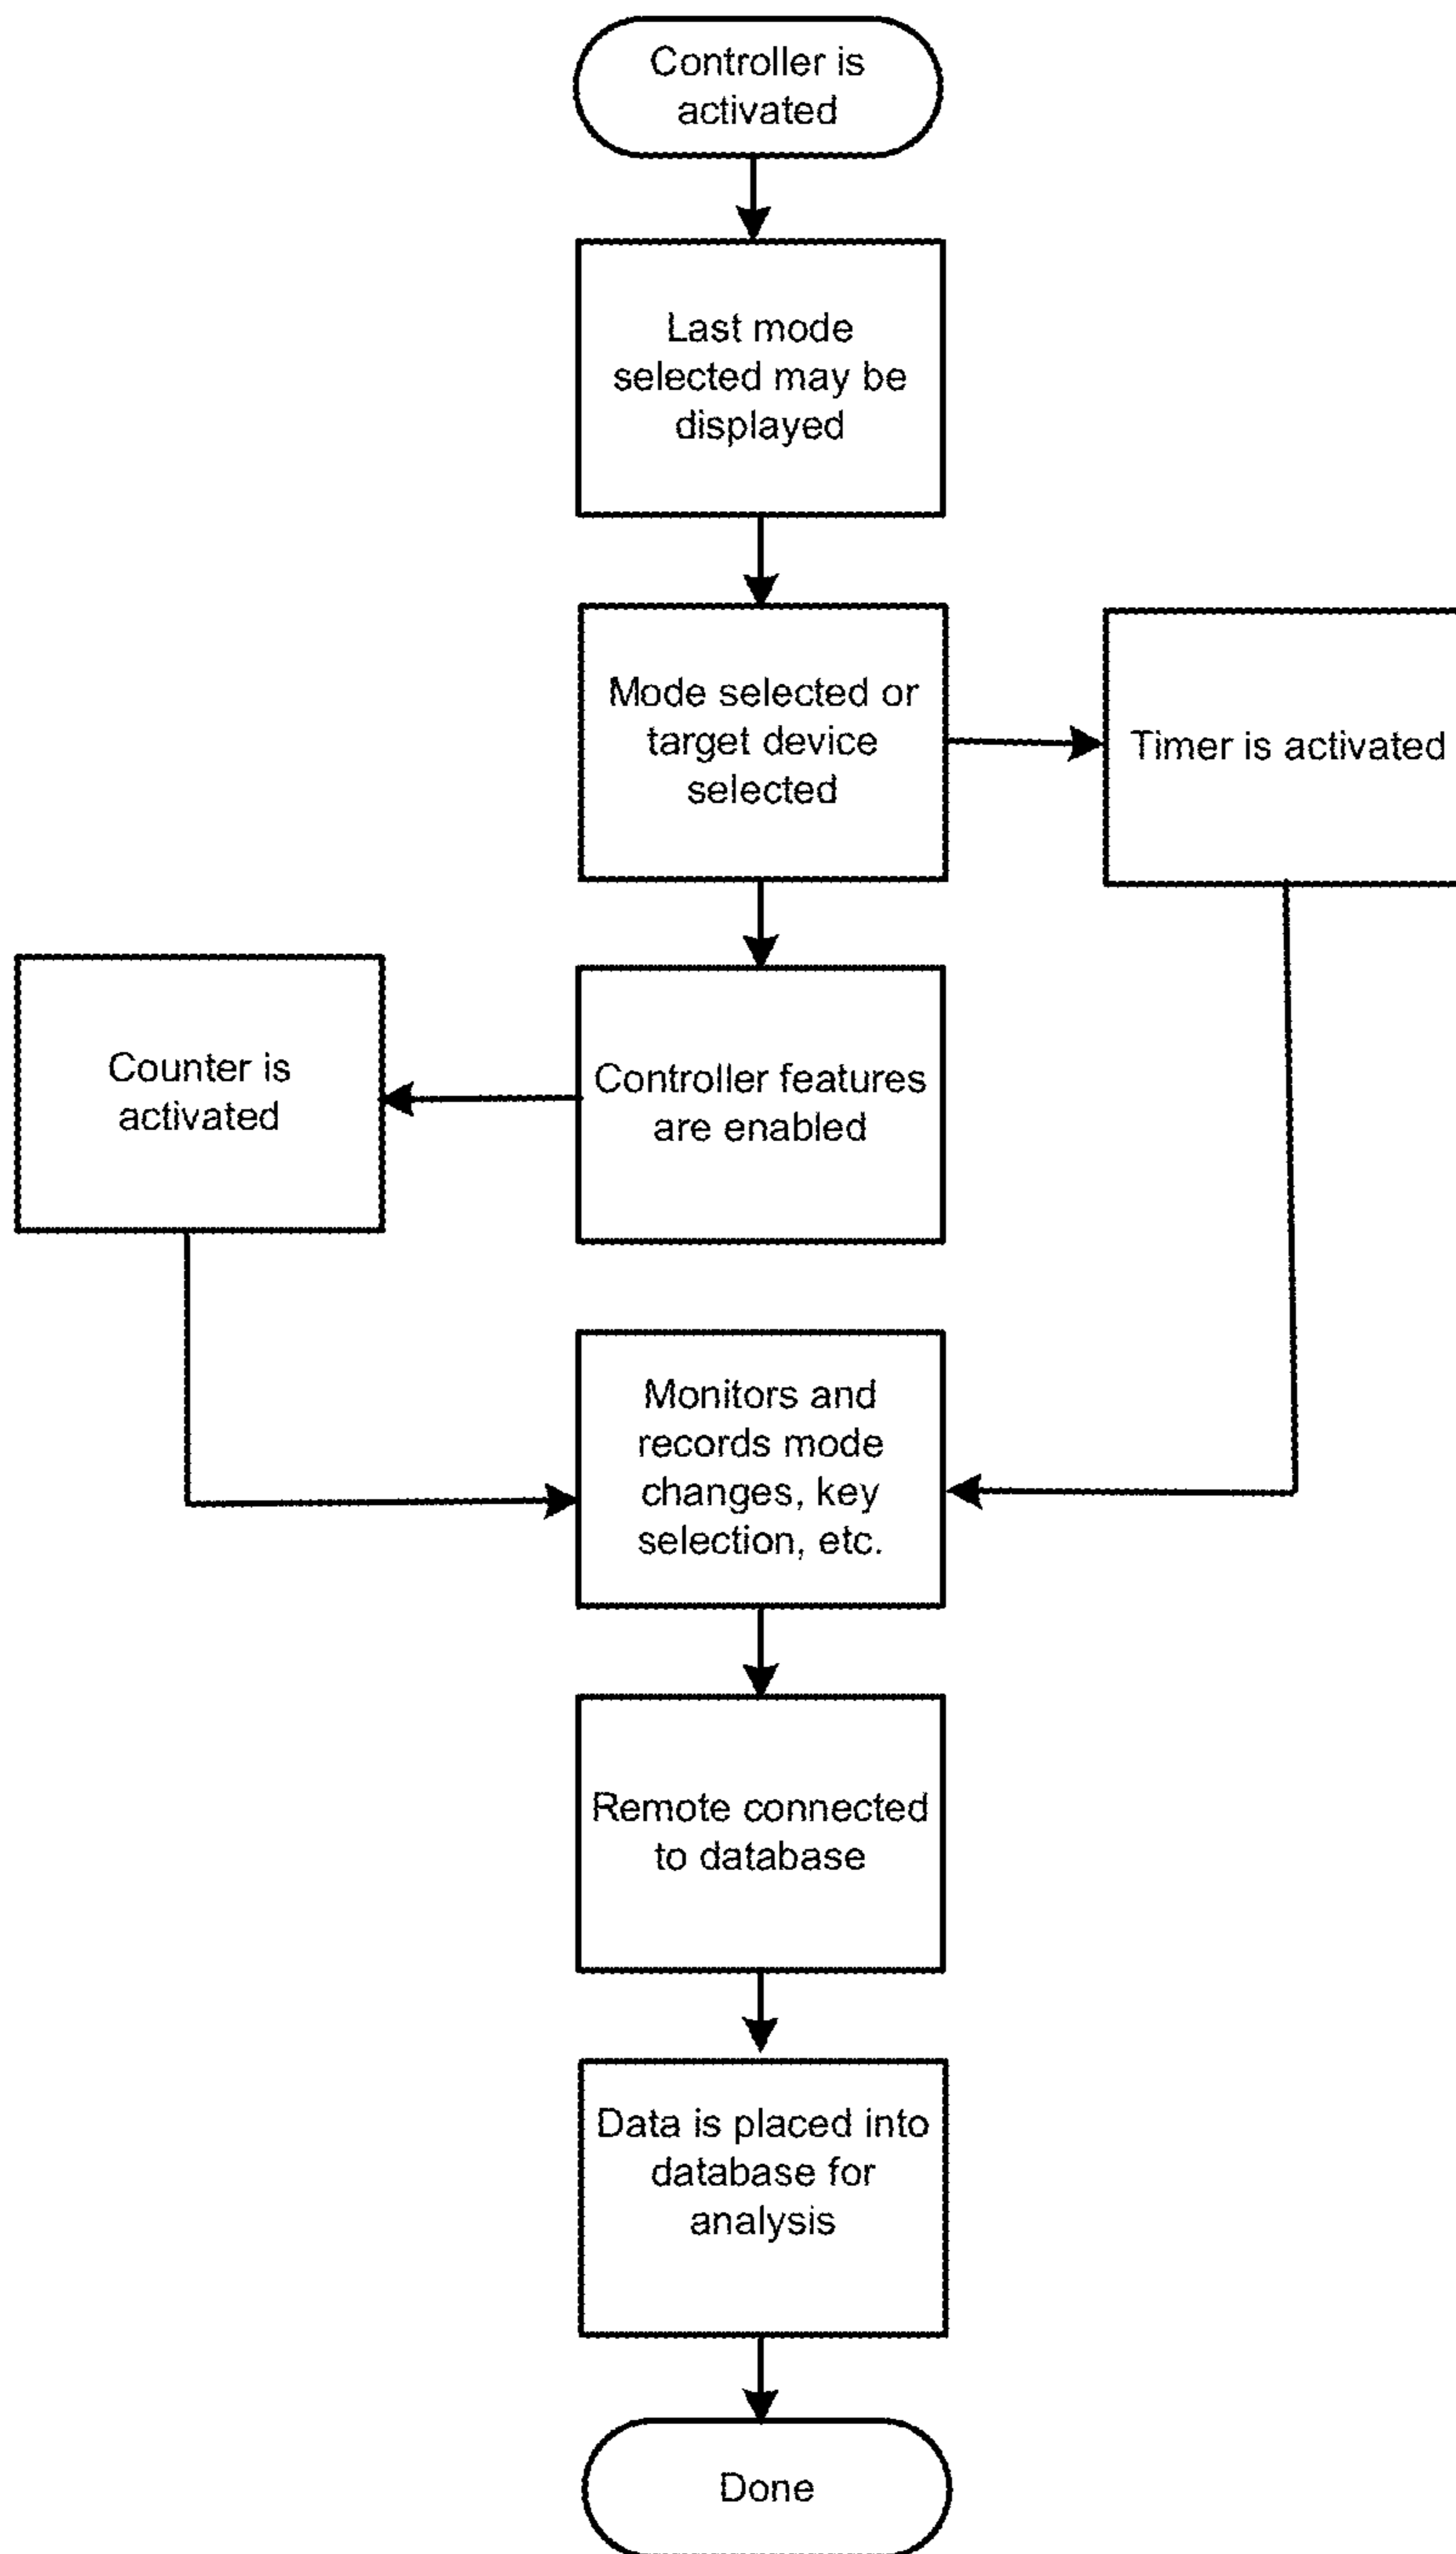 Controller is
activated
Last mode
selected may be
displayed
Mode selected or
target device
selected
Timer is activated
Counter is
activated
Controller features
are enabled
Monitors and
records mode
changes, key
selection, etc.
Remote connected
to database
Data is placed into
database for
analysis
Done